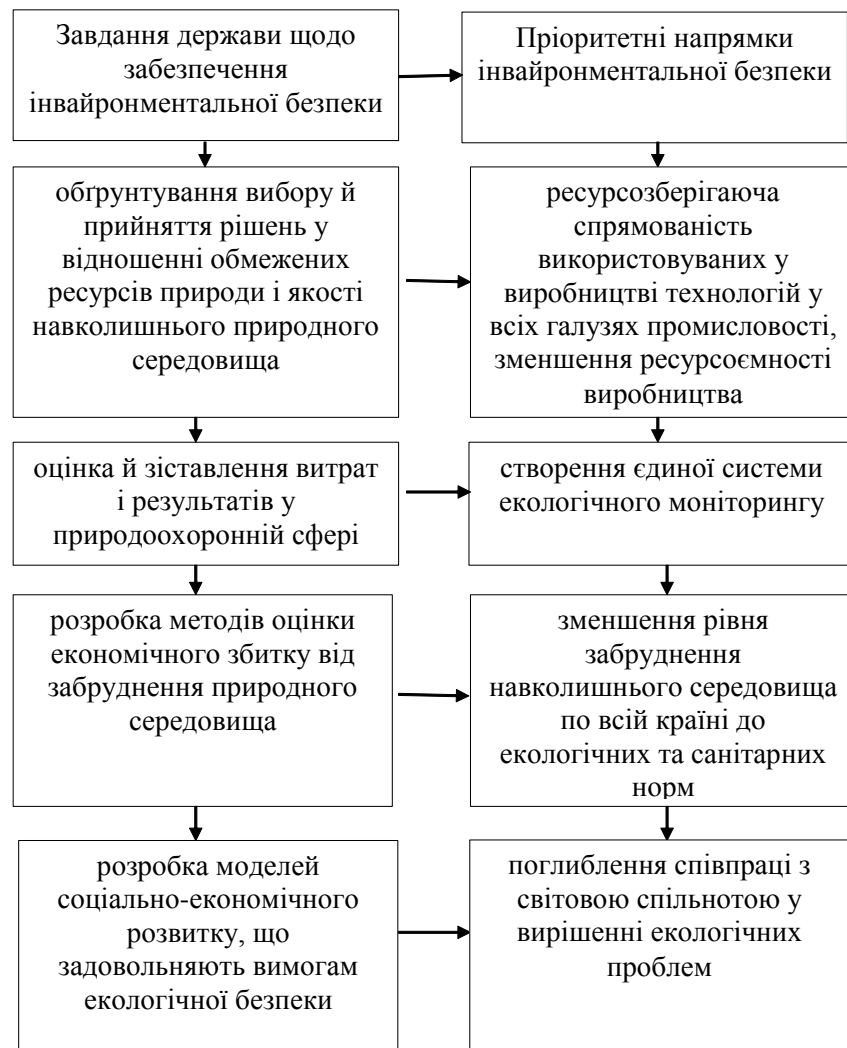 Завдання держави щодо
забезпечення
інвайронментальної безпеки
Пріоритетні напрямки
інвайронментальної безпеки
обґрунтування вибору й
прийняття рішень у
відношенні обмежених
ресурсів природи і якості
навколишнього природного
середовища
ресурсозберігаюча
спрямованість
використовуваних у
виробництві технологій у
всіх галузях промисловості,
зменшення ресурсоємності
виробництва
оцінка й зіставлення витрат
і результатів у
природоохоронній сфері
створення єдиної системи
екологічного моніторингу
розробка методів оцінки
економічного збитку від
забруднення природного
середовища
зменшення рівня
забруднення
навколишнього середовища
по всій країні до
екологічних та санітарних
норм
розробка моделей
соціально-економічного
розвитку, що
задовольняють вимогам
екологічної безпеки
поглиблення співпраці з
світовою спільнотою у
вирішенні екологічних
проблем